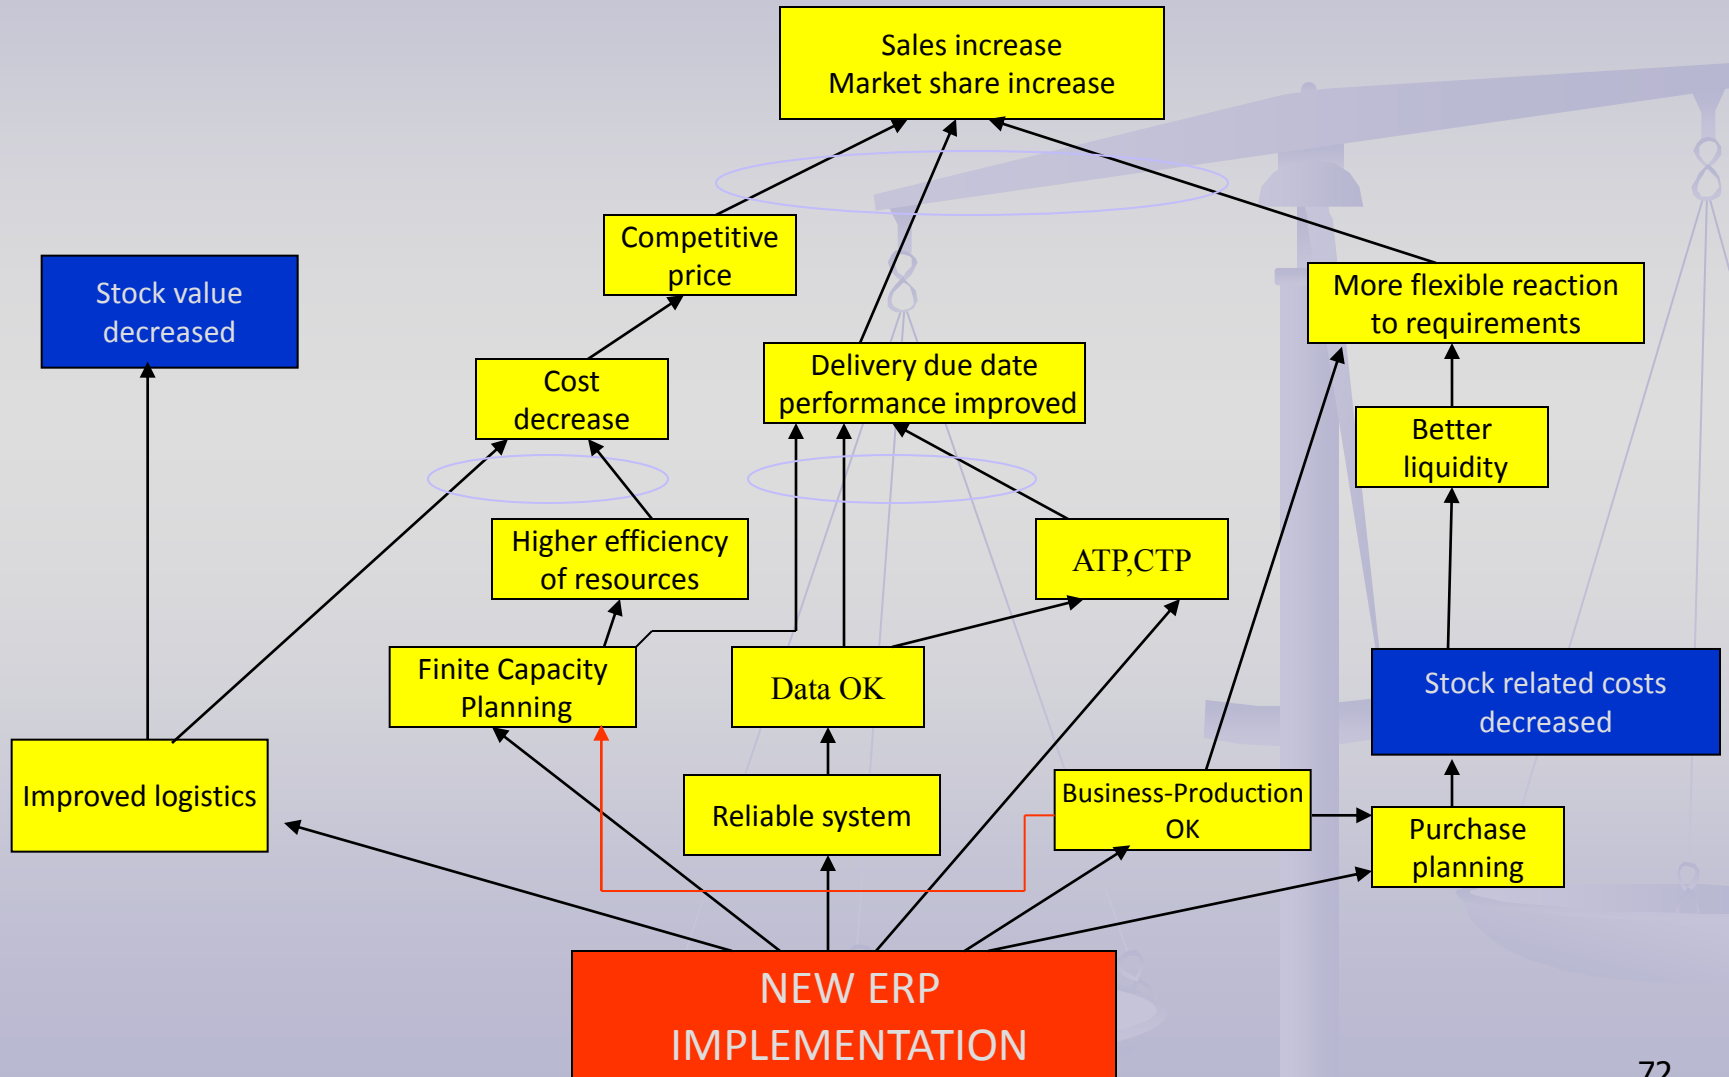 Sales increase
Market share increase
Competitive
price
Stock value
decreased
More flexible reaction
to requirements
Cost
decrease
Delivery due date
performance improved
Better
liquidity
Higher efficiency
of resources
ATP,CTP
Finite Capacity
Planning
Data OK
Stock related costs
decreased
Improved logistics
Reliable system
Business-Production
OK
Purchase
planning
NEW ERP
IMPLEMENTATION
72